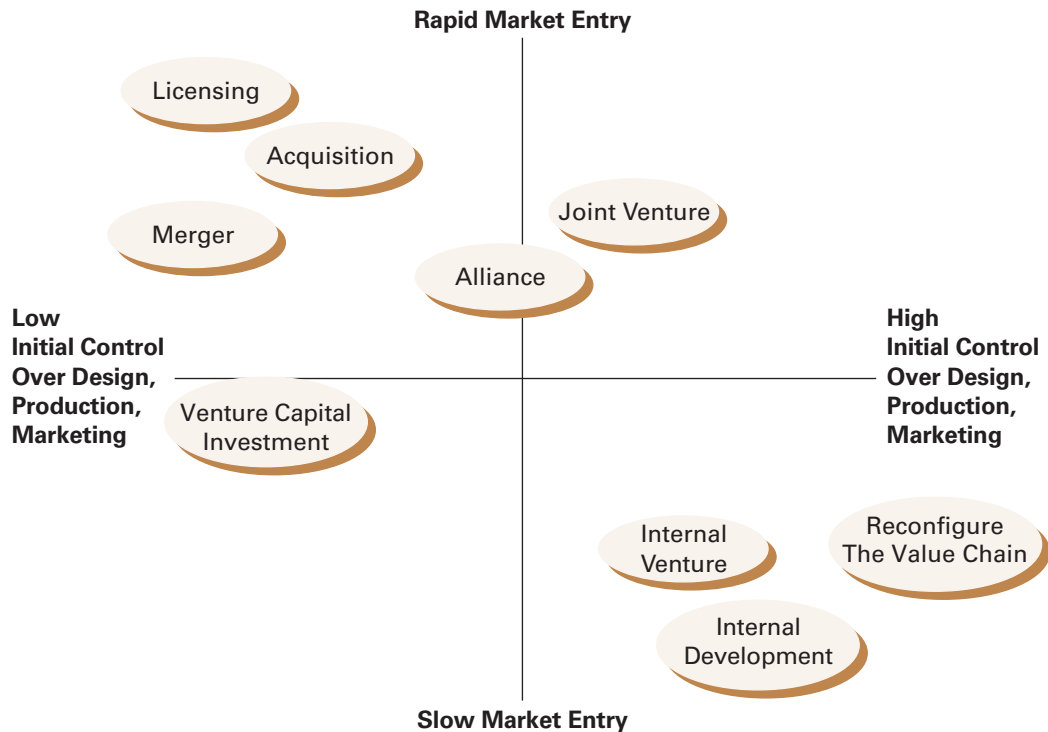 Rapid Market Entry
Licensing
Acquisition
Joint Venture
Merger
Alliance
Low
Initial Control
Over Design,
Production,
Marketing
High
Initial Control
Over Design,
Production,
Marketing
Venture Capital
Investment
Internal
Venture
Reconfigure
The Value Chain
Internal
Development
Slow Market Entry